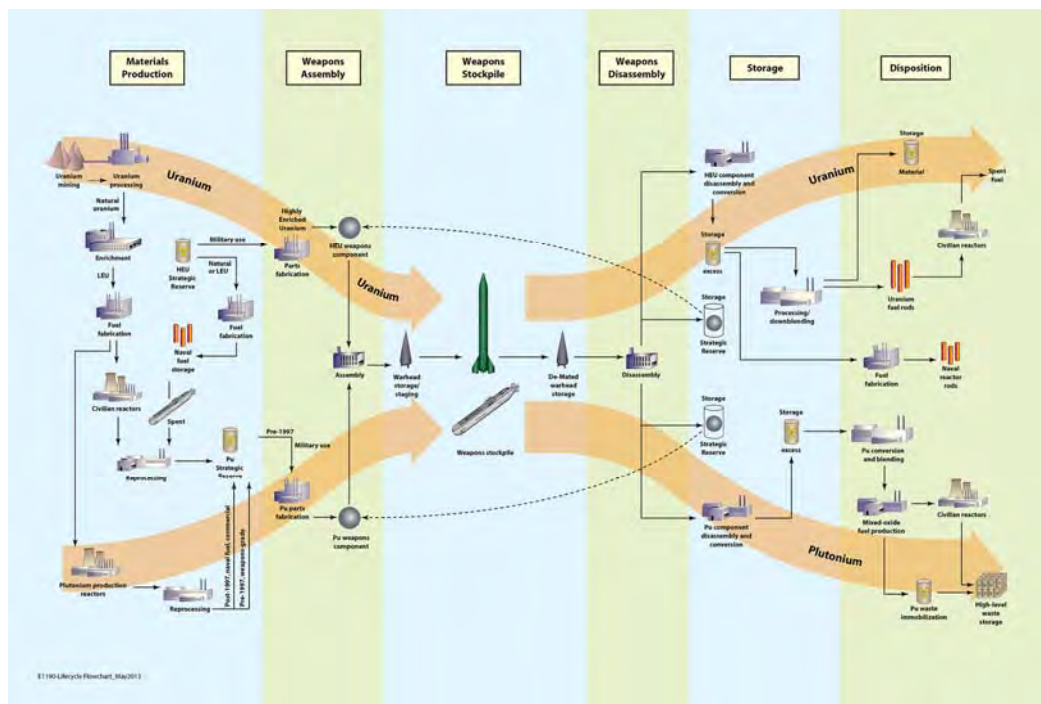 Materials
Production
Weapons
Assembly
Weapons
Stockpile
Weapons
Disassembly
Storage
Disposition
Uranium
mining
Uranium
processing
Natural
uranium
Enrichment
LEU
Fuel
fabrication
HEU
Strategic
Reserve
Military use
Natural
or LEU
Fuel
fabrication
Naval
fuel
storage
Civilian reactors
Spent
Reprocessing
Pu
Strategic
Reserve
Pre-1997
Military use
Plutonium production
reactors
Reprocessing
Post-1997, naval fuel, commercial
Pre-1997, weapons-grade
Uranium
Highly
Enriched
Uranium
Parts
fabrication
HEU weapons
component
Uranium
Assembly
Pu parts
fabrication
Pu weapons
component
Warhead
storage/
staging
Weapons stockpile
De-Mated
warhead
storage
Disassembly
HEU component
disassembly and
conversion
Storage
excess
Storage
Strategic
Reserve
Storage
Strategic
Reserve
Pu component
disassembly and
conversion
Storage
excess
Processing/
downblending
Uranium
Storage
Material
Spent
fuel
Civilian reactors
Uranium
fuel rods
Fuel
fabrication
Naval
reactor
rods
Pu conversion
and blending
Mixed-oxide
fuel production
Civilian reactors
Plutonium
Pu waste
immobilization
High-level
waste
storage
E1190-Lifecycle Flowchart_May2013